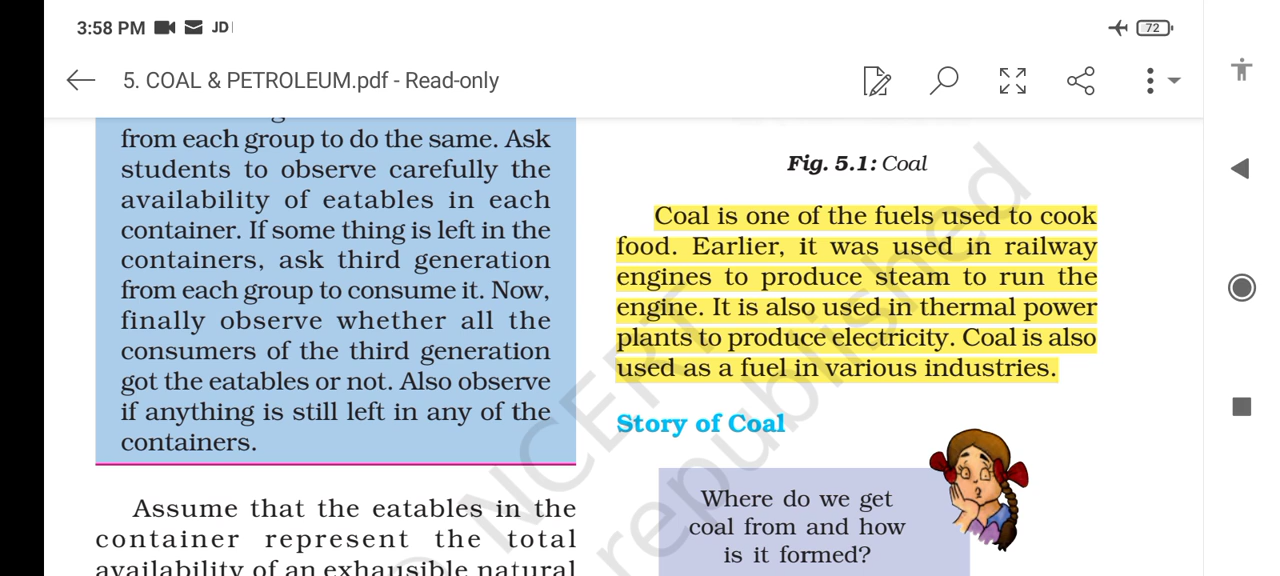 3:58 PM JD
72
5. COAL & PETROLEUM.pdf - Read-only
from each group to do the same. Ask
students to observe carefully the
availability of eatables in each
container. If some thing is left in the
containers, ask third generation
from each group to consume it. Now,
finally observe whether all the
consumers of the third generation
got the eatables or not. Also observe
if anything is still left in any of the
containers.
Assume that the eatables in the
container represent the total
availability of an exhausible natural
Fig. 5.1: Coal
Coal is one of the fuels used to cook
food. Earlier, it was used in railway
engines to produce steam to run the
engine. It is also used in thermal power
plants to produce electricity. Coal is also
used as a fuel in various industries.
Story of Coal
Where do we get
coal from and how
is it formed?
NCERT
republished